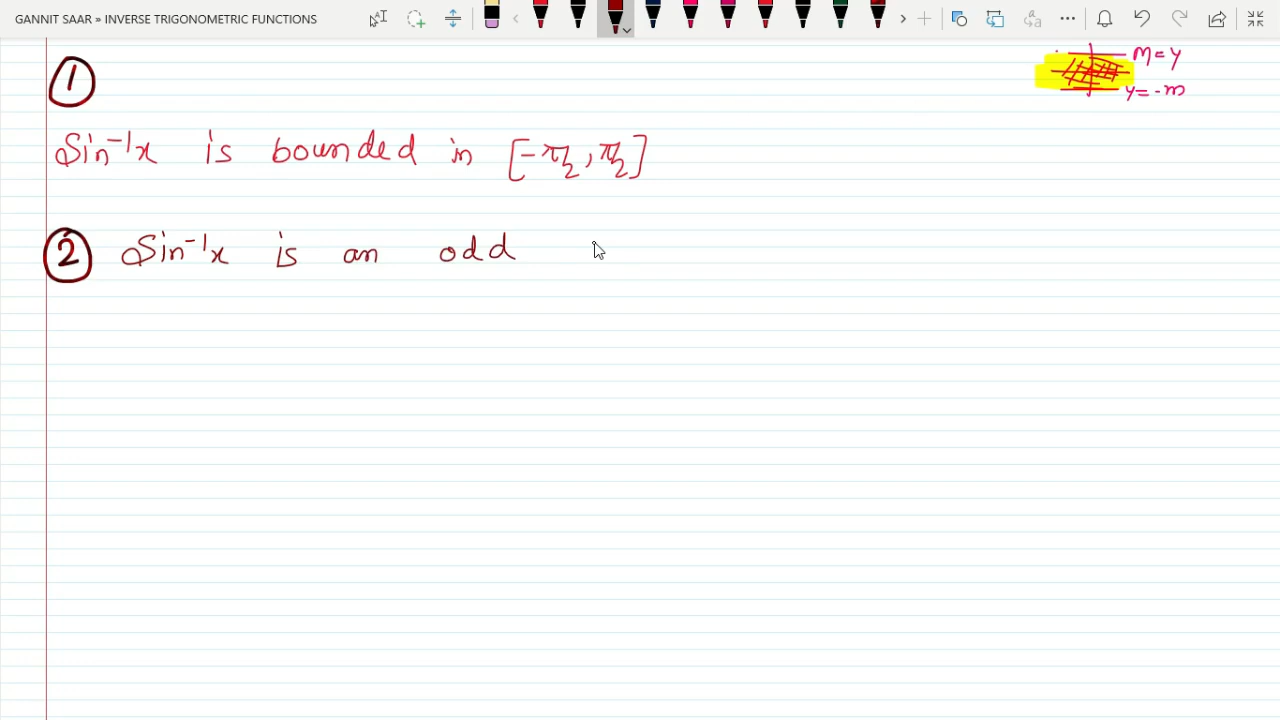 GANNIT SAAR » INVERSE TRIGONOMETRIC FUNCTIONS
m = y
y = -m
1
Sin⁻¹x is bounded in [-π/2, π/2]
2 Sin⁻¹x is an odd